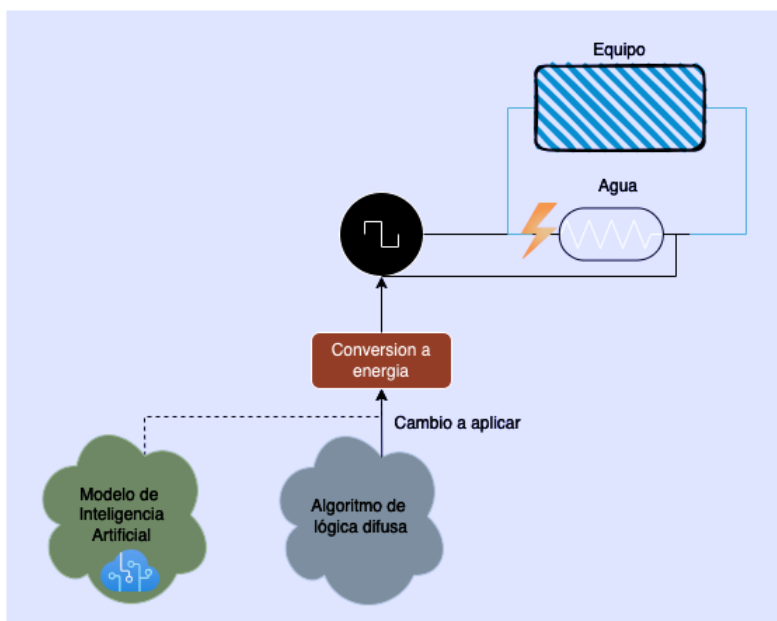 Equipo
Agua
Conversion a
energia
Cambio a aplicar
Modelo de
Inteligencia
Artificial
Algoritmo de
lógica difusa